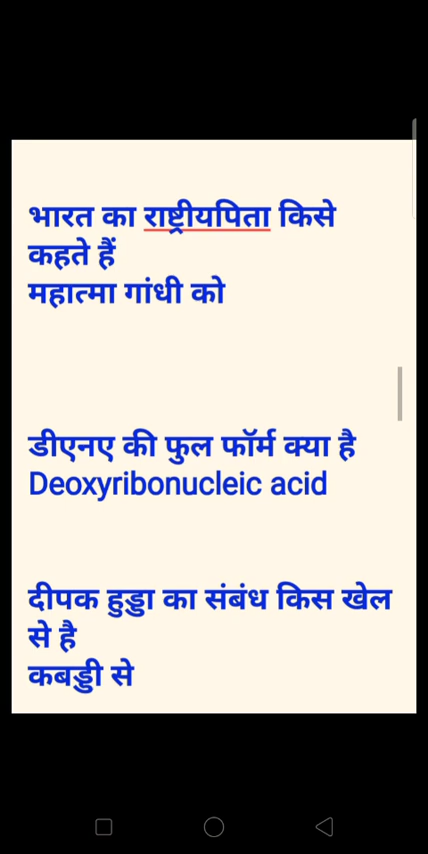 भारत का राष्ट्रीयपिता किसे
कहते हैं
महात्मा गांधी को
डीएनए की फुल फॉर्म क्या है
Deoxyribonucleic acid
दीपक हुड्डा का संबंध किस खेल
से है
कबड्डी से